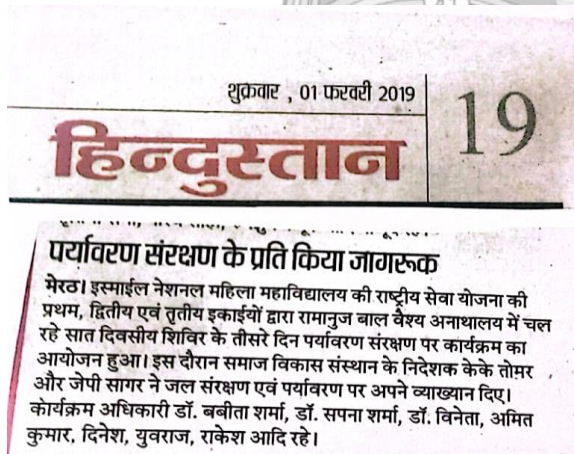 शुक्रवार , 01 फरवरी 2019
19
हिन्दुस्तान
पर्यावरण संरक्षण के प्रति किया जागरूक
मेरठ। इस्माईल नेशनल महिला महाविद्यालय की राष्ट्रीय सेवा योजना की
प्रथम, द्वितीय एवं तृतीय इकाईयों द्वारा रामानुज बाल वैश्य अनाथालय में चल
रहे सात दिवसीय शिविर के तीसरे दिन पर्यावरण संरक्षण पर कार्यक्रम का
आयोजन हुआ। इस दौरान समाज विकास संस्थान के निदेशक केके तोमर
और जेपी सागर ने जल संरक्षण एवं पर्यावरण पर अपने व्याख्यान दिए।
कार्यक्रम अधिकारी डॉ. बबीता शर्मा, डॉ. सपना शर्मा, डॉ. विनेता, अमित
कुमार, दिनेश, युवराज, राकेश आदि रहे।